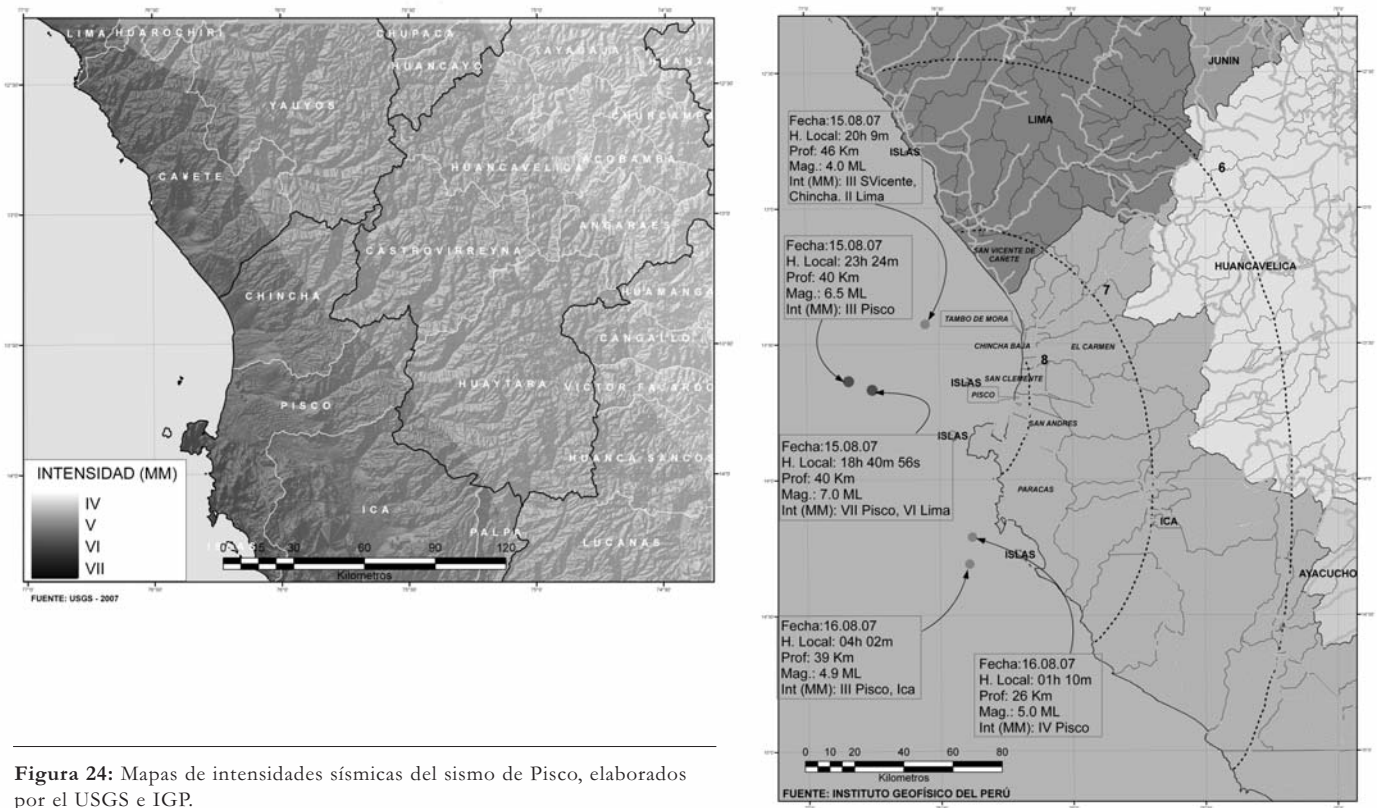 LIMA HUAROCHIRI
CHUPACA
HUANCAYO
TAYACAJA
HUANTA
YAUYOS
CHURCAMP
HUANCAVELICA
ACOBAMBA
CA¥ETE
ANGARAES
CASTROVIRREYNA
CHINCHA
HUAMANGA
CANGALLO
HUAYTARA
VICTOR FAJARDO
PISCO
HUANCA SANCOS
ICA
PALPA
LUCANAS
INTENSIDAD (MM)
IV
V
VI
VII
0 15 30 60 90 120
Kilometros
FUENTE: USGS - 2007
Figura 24: Mapas de intensidades sísmicas del sismo de Pisco, elaborados
por el USGS e IGP.
JUNIN
LIMA
ISLAS
6
Fecha:15.08.07
H. Local: 20h 9m
Prof: 46 Km
Mag.: 4.0 ML
Int (MM): III SVicente,
Chincha. II Lima
SAN VICENTE DE
CAÑETE
HUANCAVELICA
Fecha:15.08.07
H. Local: 23h 24m
Prof: 40 Km
Mag.: 6.5 ML
Int (MM): III Pisco
7
TAMBO DE MORA
CHINCHA BAJA
EL CARMEN
8
ISLAS
SAN CLEMENTE
PISCO
SAN ANDRES
ISLAS
Fecha:15.08.07
H. Local: 18h 40m 56s
Prof: 40 Km
Mag.: 7.0 ML
Int (MM): VII Pisco, VI Lima
PARACAS
ICA
ISLAS
AYACUCHO
Fecha:16.08.07
H. Local: 04h 02m
Prof: 39 Km
Mag.: 4.9 ML
Int (MM): III Pisco, Ica
Fecha:16.08.07
H. Local: 01h 10m
Prof: 26 Km
Mag.: 5.0 ML
Int (MM): IV Pisco
0 10 20 40 60 80
Kilometros
FUENTE: INSTITUTO GEOFÍSICO DEL PERÚ